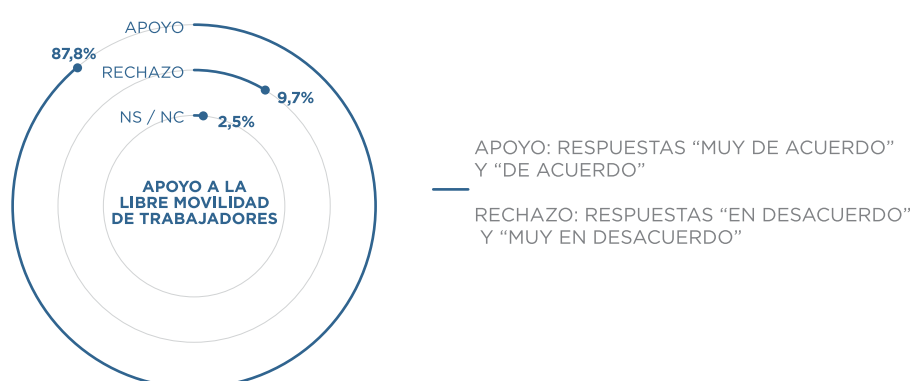 APOYO
87,8%
RECHAZO
9,7%
NS / NC
2,5%
APOYO A LA
LIBRE MOVILIDAD
DE TRABAJADORES
APOYO: RESPUESTAS “MUY DE ACUERDO”
Y “DE ACUERDO”
RECHAZO: RESPUESTAS “EN DESACUERDO”
Y “MUY EN DESACUERDO”